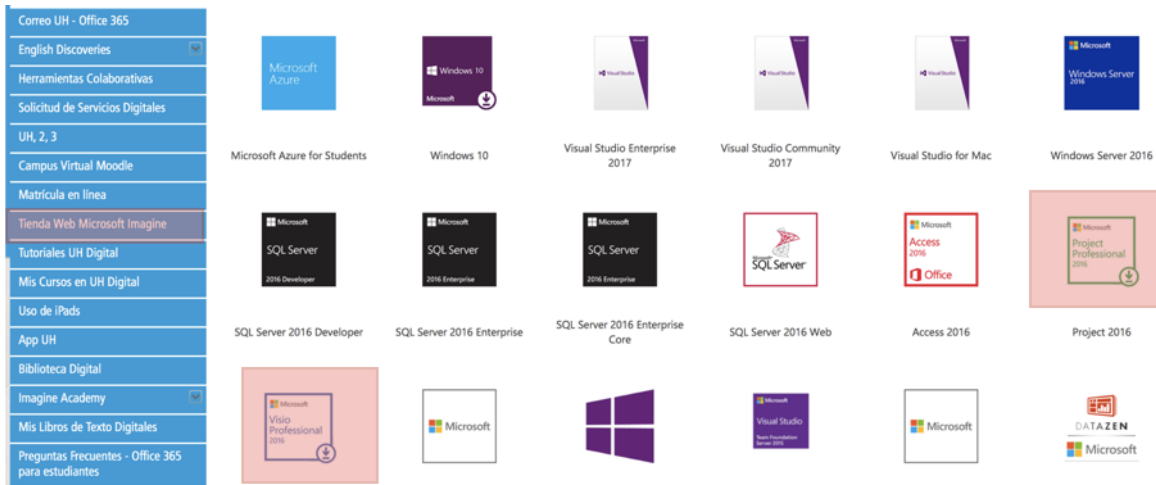 Correo UH - Office 365
English Discoveries
Herramientas Colaborativas
Solicitud de Servicios Digitales
UH, 2, 3
Campus Virtual Moodle
Matrícula en línea
Tienda Web Microsoft Imagine
Tutoriales UH Digital
Mis Cursos en UH Digital
Uso de iPads
App UH
Biblioteca Digital
Imagine Academy
Mis Libros de Texto Digitales
Preguntas Frecuentes - Office 365
para estudiantes
Microsoft
Azure
Windows 10
Microsoft
Visual Studio
Visual Studio
Visual Studio
Microsoft
Windows Server
2016
Microsoft Azure for Students
Windows 10
Visual Studio Enterprise
2017
Visual Studio Community
2017
Visual Studio for Mac
Windows Server 2016
Microsoft
SQL Server
2016 Developer
Microsoft
SQL Server
2016 Enterprise
Microsoft
SQL Server
2016 Enterprise
Microsoft
SQL Server
Microsoft
Access
2016
Office
Microsoft
Project
Professional
2016
SQL Server 2016 Developer
SQL Server 2016 Enterprise
SQL Server 2016 Enterprise
Core
SQL Server 2016 Web
Access 2016
Project 2016
Microsoft
Visio
Professional
2016
Microsoft
Microsoft
Visual Studio
Team Foundation
Server 2015
Microsoft
DATAZEN
Microsoft